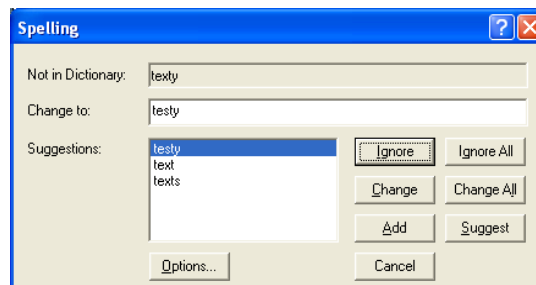 Spelling
Not in Dictionary: texty
Change to: testy
Suggestions: testy Ignore Ignore All
text
texts
Change Change All
Add Suggest
Options... Cancel